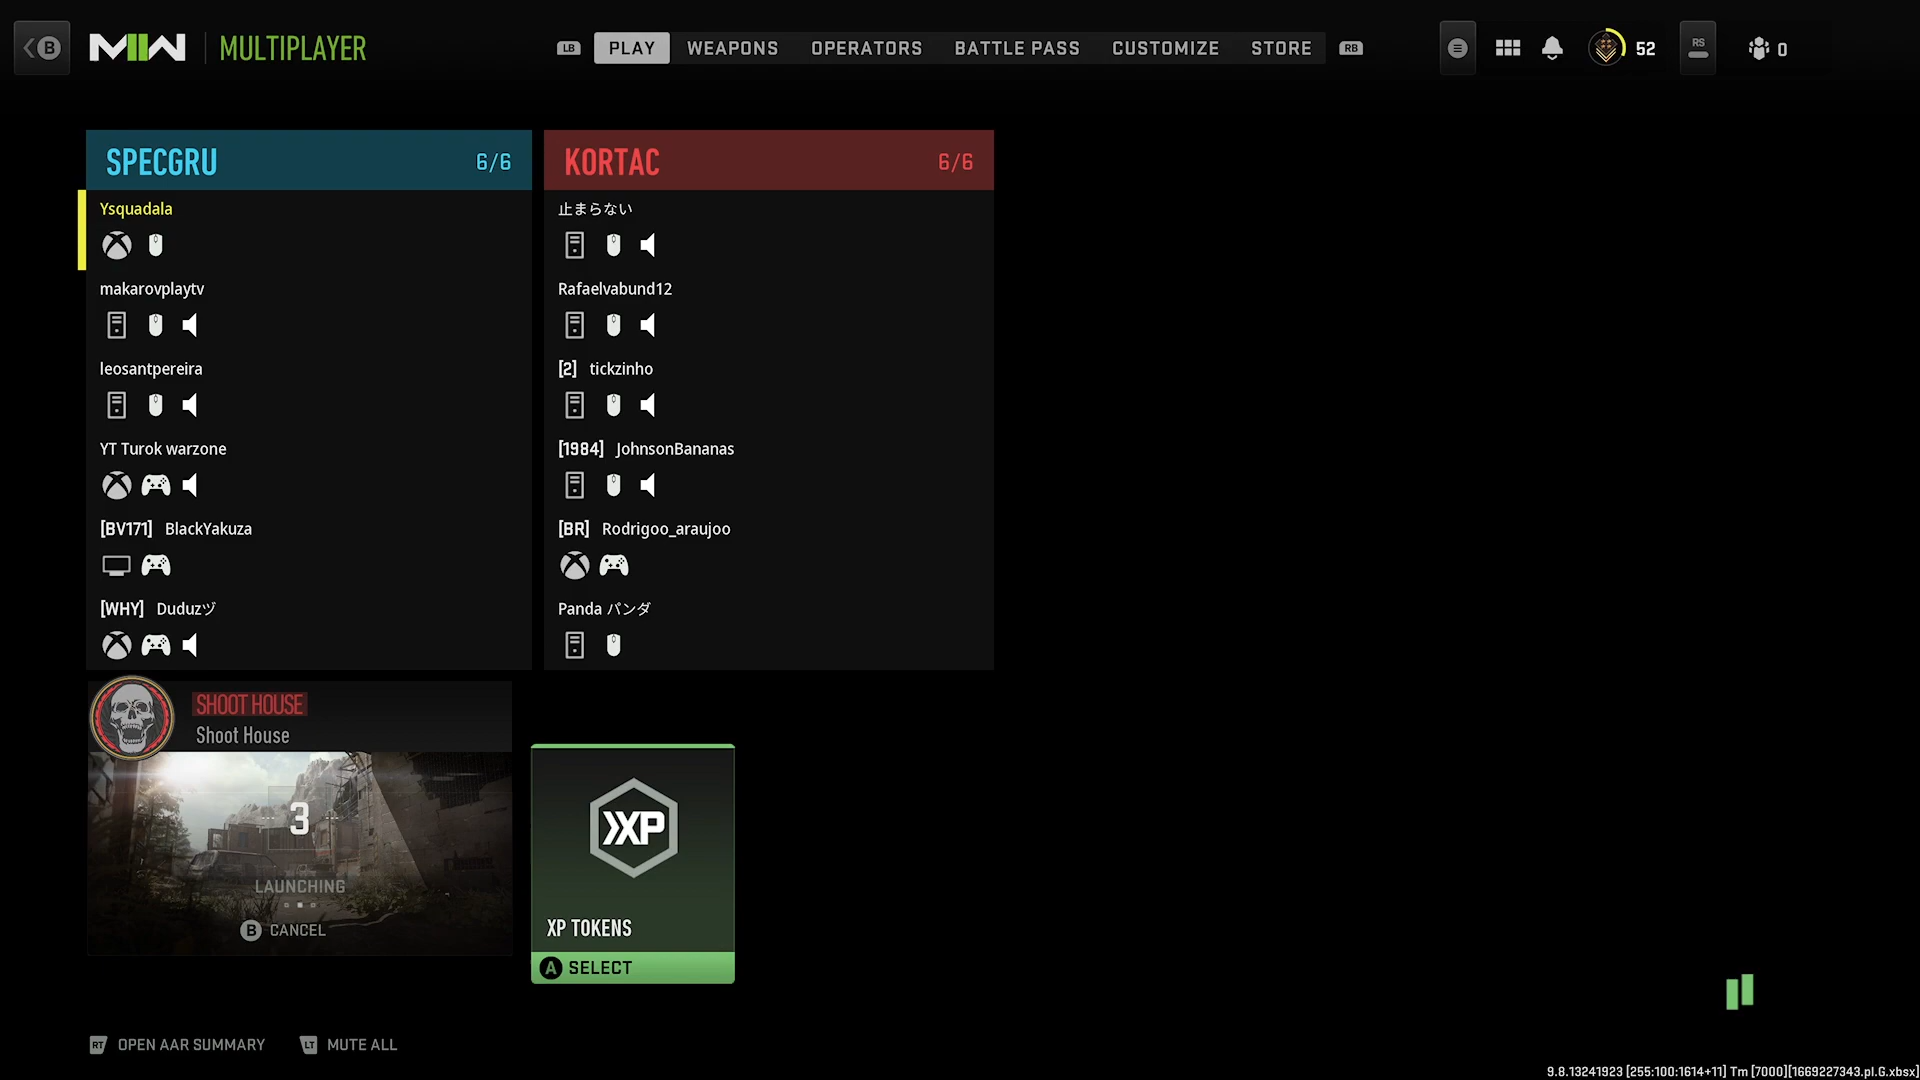 B MW MULTIPLAYER LB PLAY WEAPONS OPERATORS BATTLE PASS CUSTOMIZE STORE RB 52 RS 0
SPECGRU 6/6
Ysquadala
makarovplaytv
leosantpereira
YT Turok warzone
[BV171] BlackYakuza
[WHY] Duduzヅ
KORTAC 6/6
止まらない
Rafaelvabund12
[2] tickzinho
[1984] JohnsonBananas
[BR] Rodrigoo_araujoo
Panda パンダ
SHOOT HOUSE
Shoot House
3
LAUNCHING
B CANCEL
XP
XP TOKENS
A SELECT
RT OPEN AAR SUMMARY LT MUTE ALL
9.8.13241923 [255:100:1614+11] Tm [7000][1669227343.pl.G.xbsx]